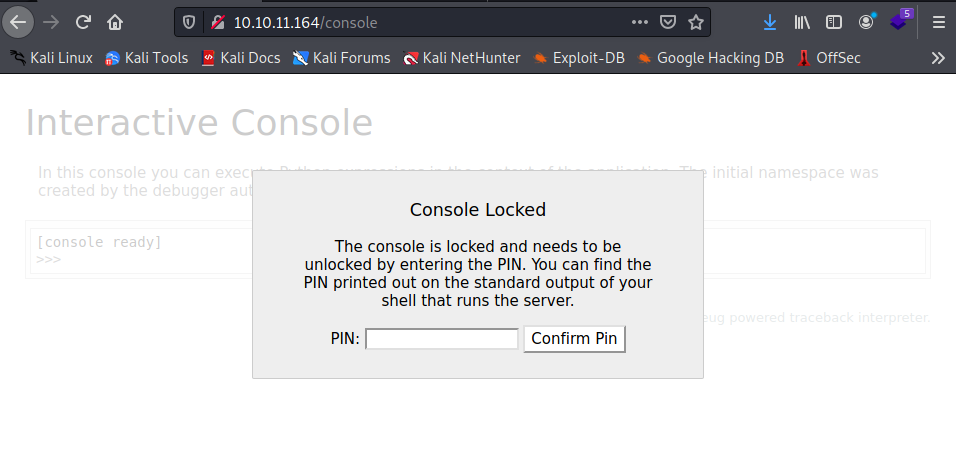 10.10.11.164/console
5
Kali Linux Kali Tools Kali Docs Kali Forums Kali NetHunter Exploit-DB Google Hacking DB OffSec
Interactive Console
In this console you can execute Python expressions in the context of the application. The initial namespace was
created by the debugger aut
[console ready]
>>>
Console Locked
The console is locked and needs to be
unlocked by entering the PIN. You can find the
PIN printed out on the standard output of your
shell that runs the server.
PIN: Confirm Pin
eug powered traceback interpreter.